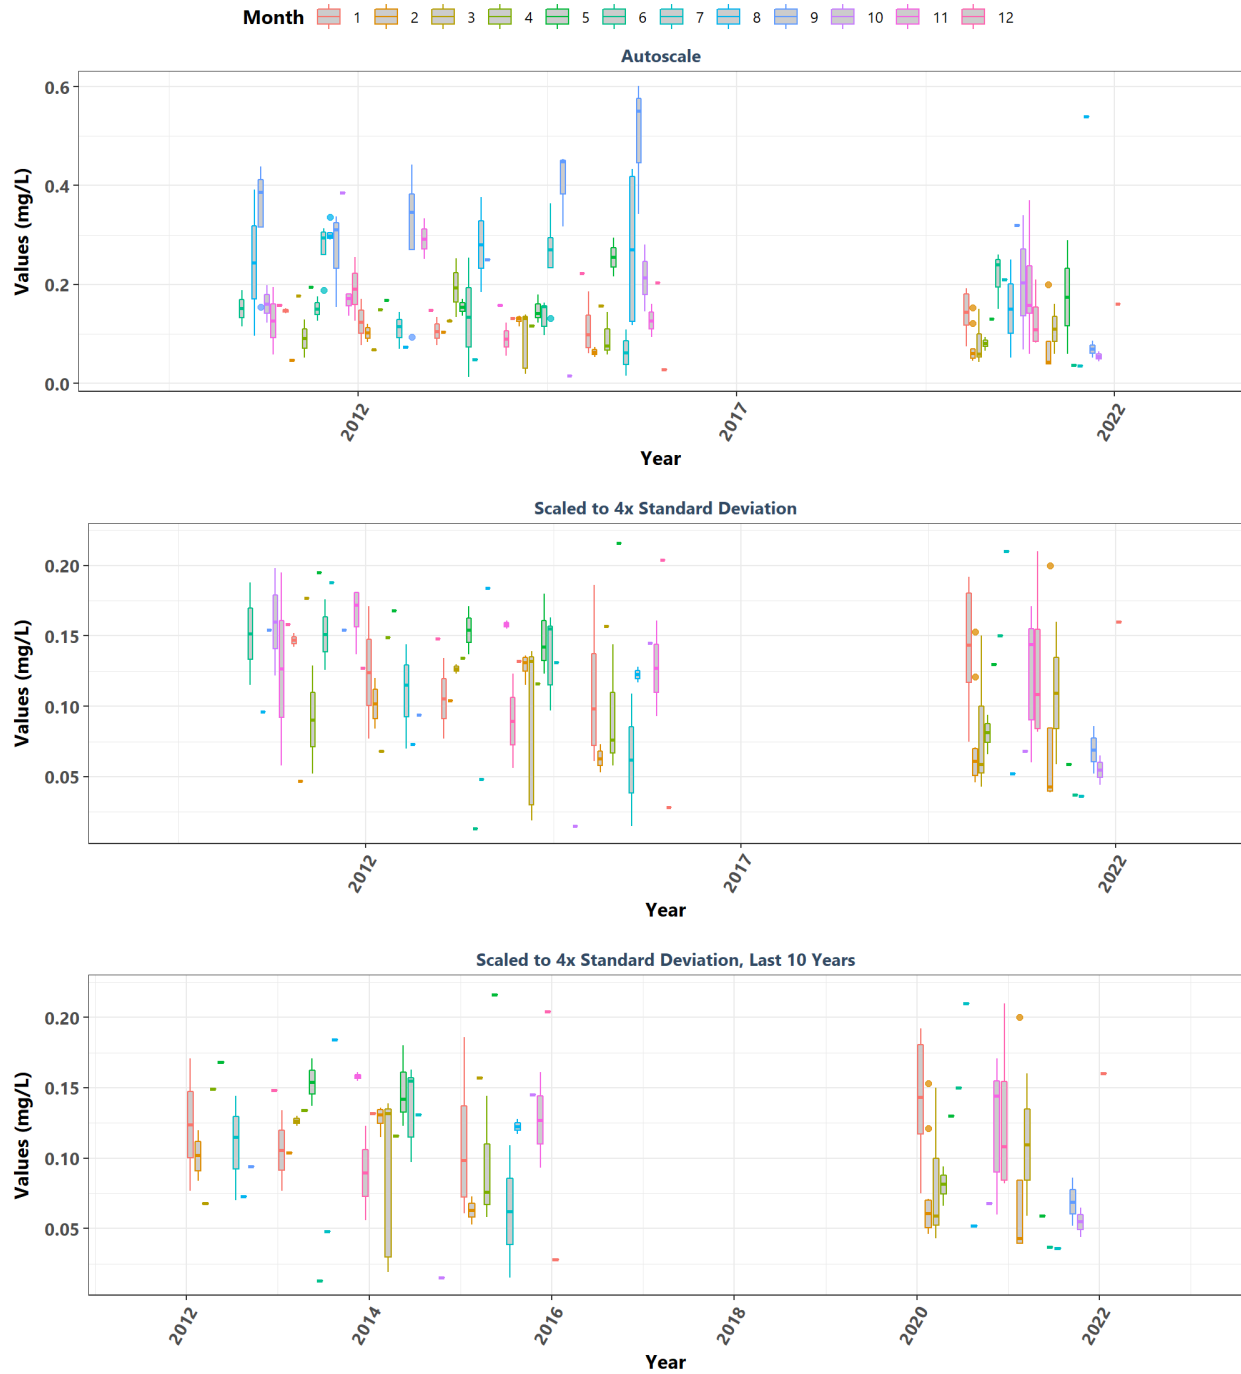 Month 1 2 3 4 5 6 7 8 9 10 11 12
Autoscale
Values (mg/L)
0.6
0.4
0.2
0.0
2012 2017 2022
Year
Scaled to 4x Standard Deviation
Values (mg/L)
0.20
0.15
0.10
0.05
2012 2017 2022
Year
Scaled to 4x Standard Deviation, Last 10 Years
Values (mg/L)
0.20
0.15
0.10
0.05
2012 2014 2016 2018 2020 2022
Year